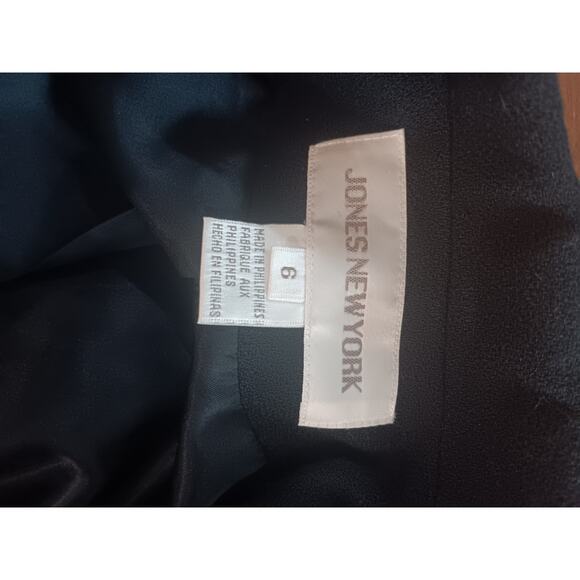 JONES NEW YORK
6
MADE IN PHILIPPINES
FABRIQUE AUX
PHILIPPINES
HECHO EN FILIPINAS